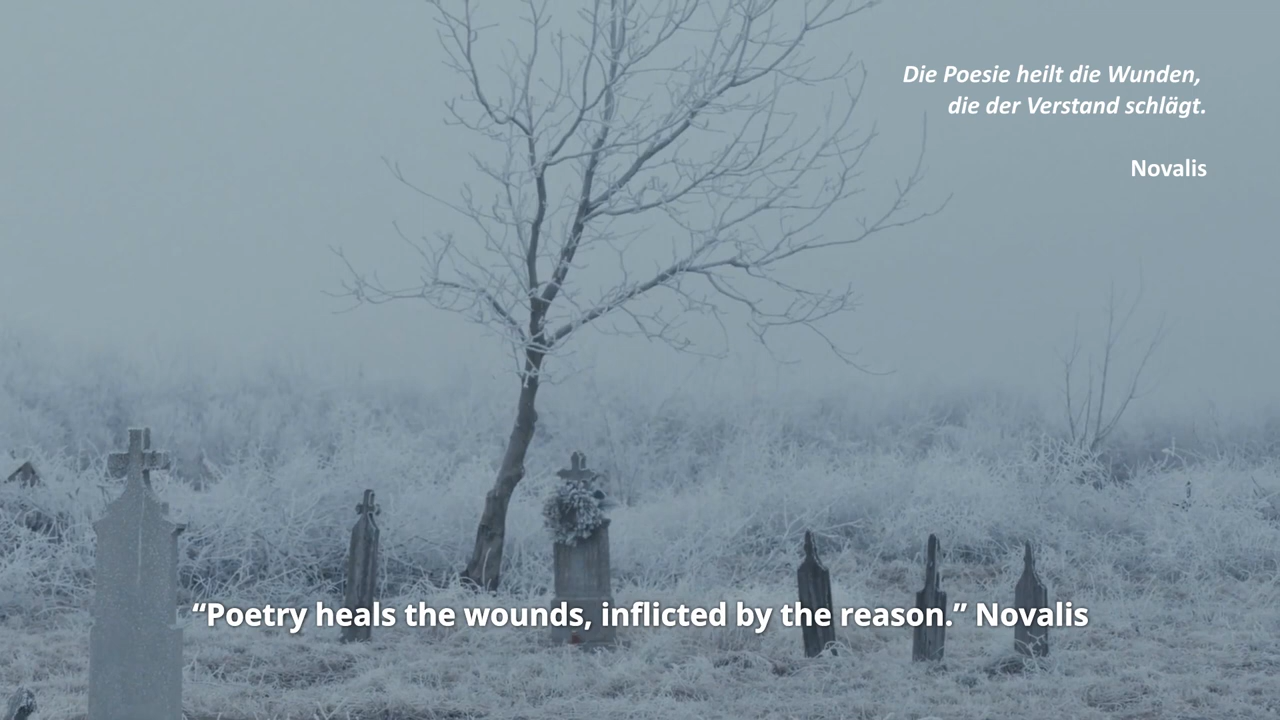 Die Poesie heilt die Wunden,
die der Verstand schlägt.
Novalis
“Poetry heals the wounds, inflicted by the reason.” Novalis